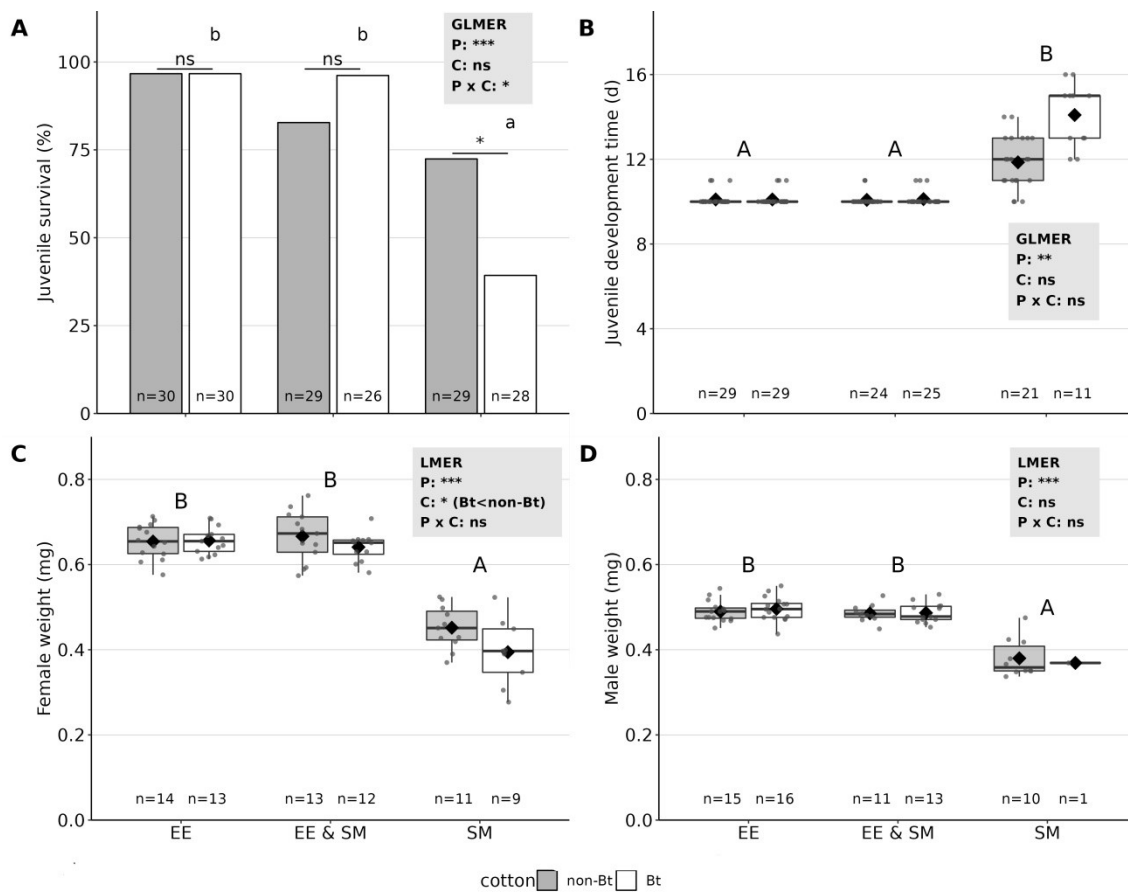 A
b
b
GLMER
P: ***
C: ns
P x C: *
ns
ns
a
*
100
75
50
25
0
Juvenile survival (%)
n=30 n=30 n=29 n=26 n=29 n=28
B
B
A
A
GLMER
P: **
C: ns
P x C: ns
16
12
8
4
0
Juvenile development time (d)
n=29 n=29 n=24 n=25 n=21 n=11
C
B
B
A
LMER
P: ***
C: * (Bt<non-Bt)
P x C: ns
0.8
0.6
0.4
0.2
0.0
Female weight (mg)
n=14 n=13 n=13 n=12 n=11 n=9
EE EE & SM SM
D
B
B
A
LMER
P: ***
C: ns
P x C: ns
0.8
0.6
0.4
0.2
0.0
Male weight (mg)
n=15 n=16 n=11 n=13 n=10 n=1
EE EE & SM SM
cotton non-Bt Bt